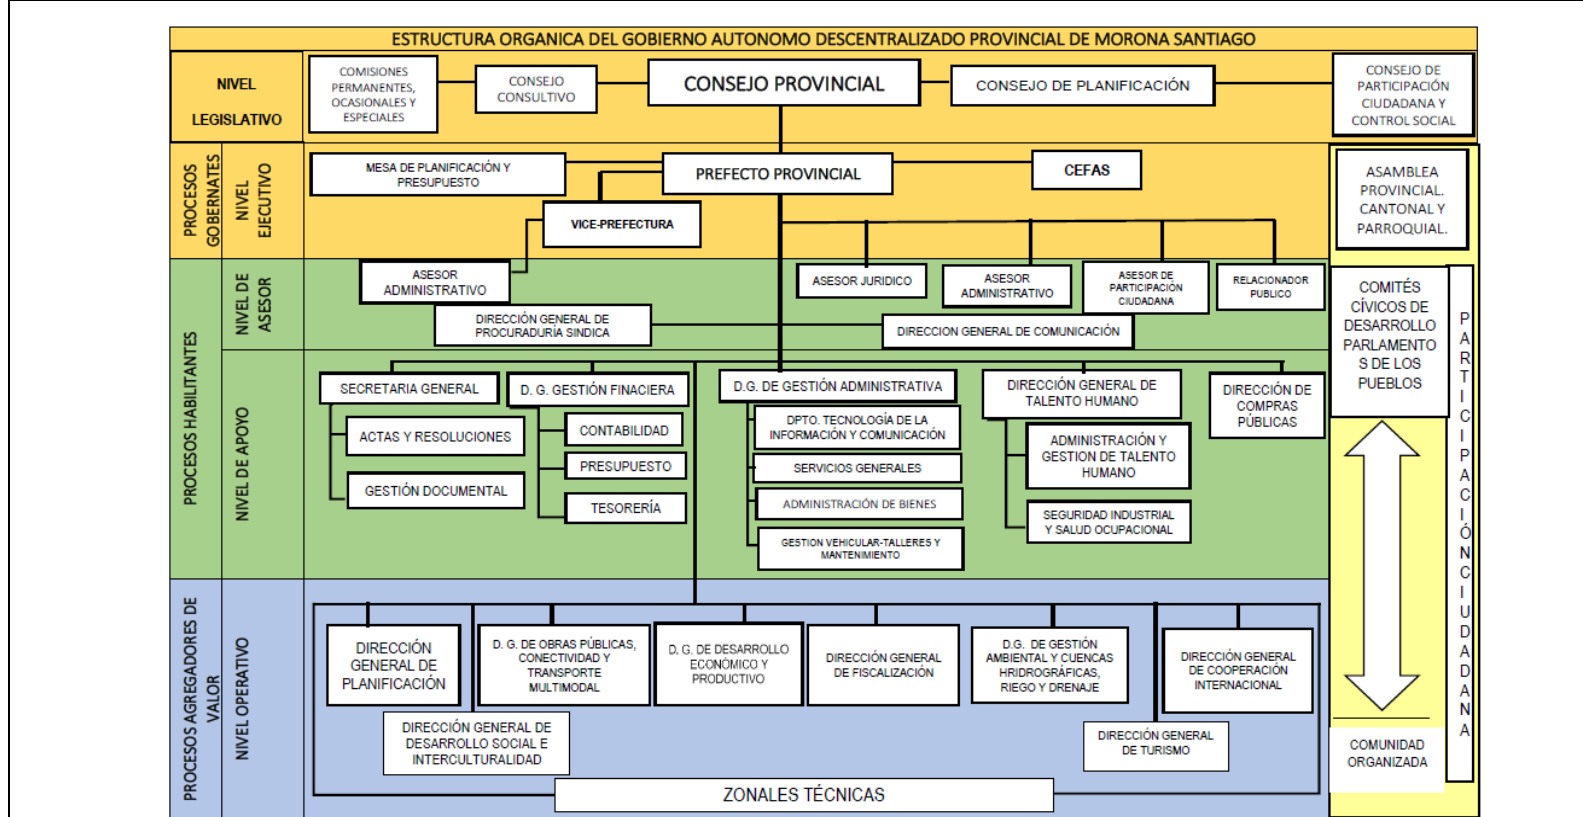 ESTRUCTURA ORGANICA DEL GOBIERNO AUTONOMO DESCENTRALIZADO PROVINCIAL DE MORONA SANTIAGO
NIVEL
LEGISLATIVO
COMISIONES
PERMANENTES,
OCASIONALES Y
ESPECIALES
CONSEJO
CONSULTIVO
CONSEJO PROVINCIAL
CONSEJO DE PLANIFICACIÓN
CONSEJO DE
PARTICIPACIÓN
CIUDADANA Y
CONTROL SOCIAL
PROCESOS
GOBERNATES
NIVEL
EJECUTIVO
MESA DE PLANIFICACIÓN Y
PRESUPUESTO
PREFECTO PROVINCIAL
CEFAS
VICE-PREFECTURA
ASAMBLEA
PROVINCIAL.
CANTONAL Y
PARROQUIAL.
PROCESOS HABILITANTES
NIVEL DE
ASESOR
ASESOR
ADMINISTRATIVO
ASESOR JURIDICO
ASESOR
ADMINISTRATIVO
ASESOR DE
PARTICIPACIÓN
CIUDADANA
RELACIONADOR
PUBLICO
DIRECCIÓN GENERAL DE
PROCURADURÍA SINDICA
DIRECCION GENERAL DE COMUNICACIÓN
COMITÉS
CÍVICOS DE
DESARROLLO
PARLAMENTO
S DE LOS
PUEBLOS
PARTICIPACIÓNCIUDADANA
NIVEL DE APOYO
SECRETARIA GENERAL
ACTAS Y RESOLUCIONES
GESTIÓN DOCUMENTAL
D. G. GESTIÓN FINACIERA
CONTABILIDAD
PRESUPUESTO
TESORERÍA
D.G. DE GESTIÓN ADMINISTRATIVA
DPTO. TECNOLOGÍA DE LA
INFORMACIÓN Y COMUNICACIÓN
SERVICIOS GENERALES
ADMINISTRACIÓN DE BIENES
GESTION VEHICULAR-TALLERES Y
MANTENIMIENTO
DIRECCIÓN GENERAL DE
TALENTO HUMANO
ADMINISTRACIÓN Y
GESTION DE TALENTO
HUMANO
SEGURIDAD INDUSTRIAL
Y SALUD OCUPACIONAL
DIRECCIÓN DE
COMPRAS
PÚBLICAS
PROCESOS AGREGADORES DE
VALOR
NIVEL OPERATIVO
DIRECCIÓN
GENERAL DE
PLANIFICACIÓN
D. G. DE OBRAS PÚBLICAS,
CONECTIVIDAD Y
TRANSPORTE
MULTIMODAL
D. G. DE DESARROLLO
ECONÓMICO Y
PRODUCTIVO
DIRECCIÓN GENERAL
DE FISCALIZACIÓN
D.G. DE GESTIÓN
AMBIENTAL Y CUENCAS
HRIDROGRÁFICAS,
RIEGO Y DRENAJE
DIRECCIÓN GENERAL
DE COOPERACIÓN
INTERNACIONAL
DIRECCIÓN GENERAL DE
DESARROLLO SOCIAL E
INTERCULTURALIDAD
DIRECCIÓN GENERAL
DE TURISMO
ZONALES TÉCNICAS
COMUNIDAD
ORGANIZADA